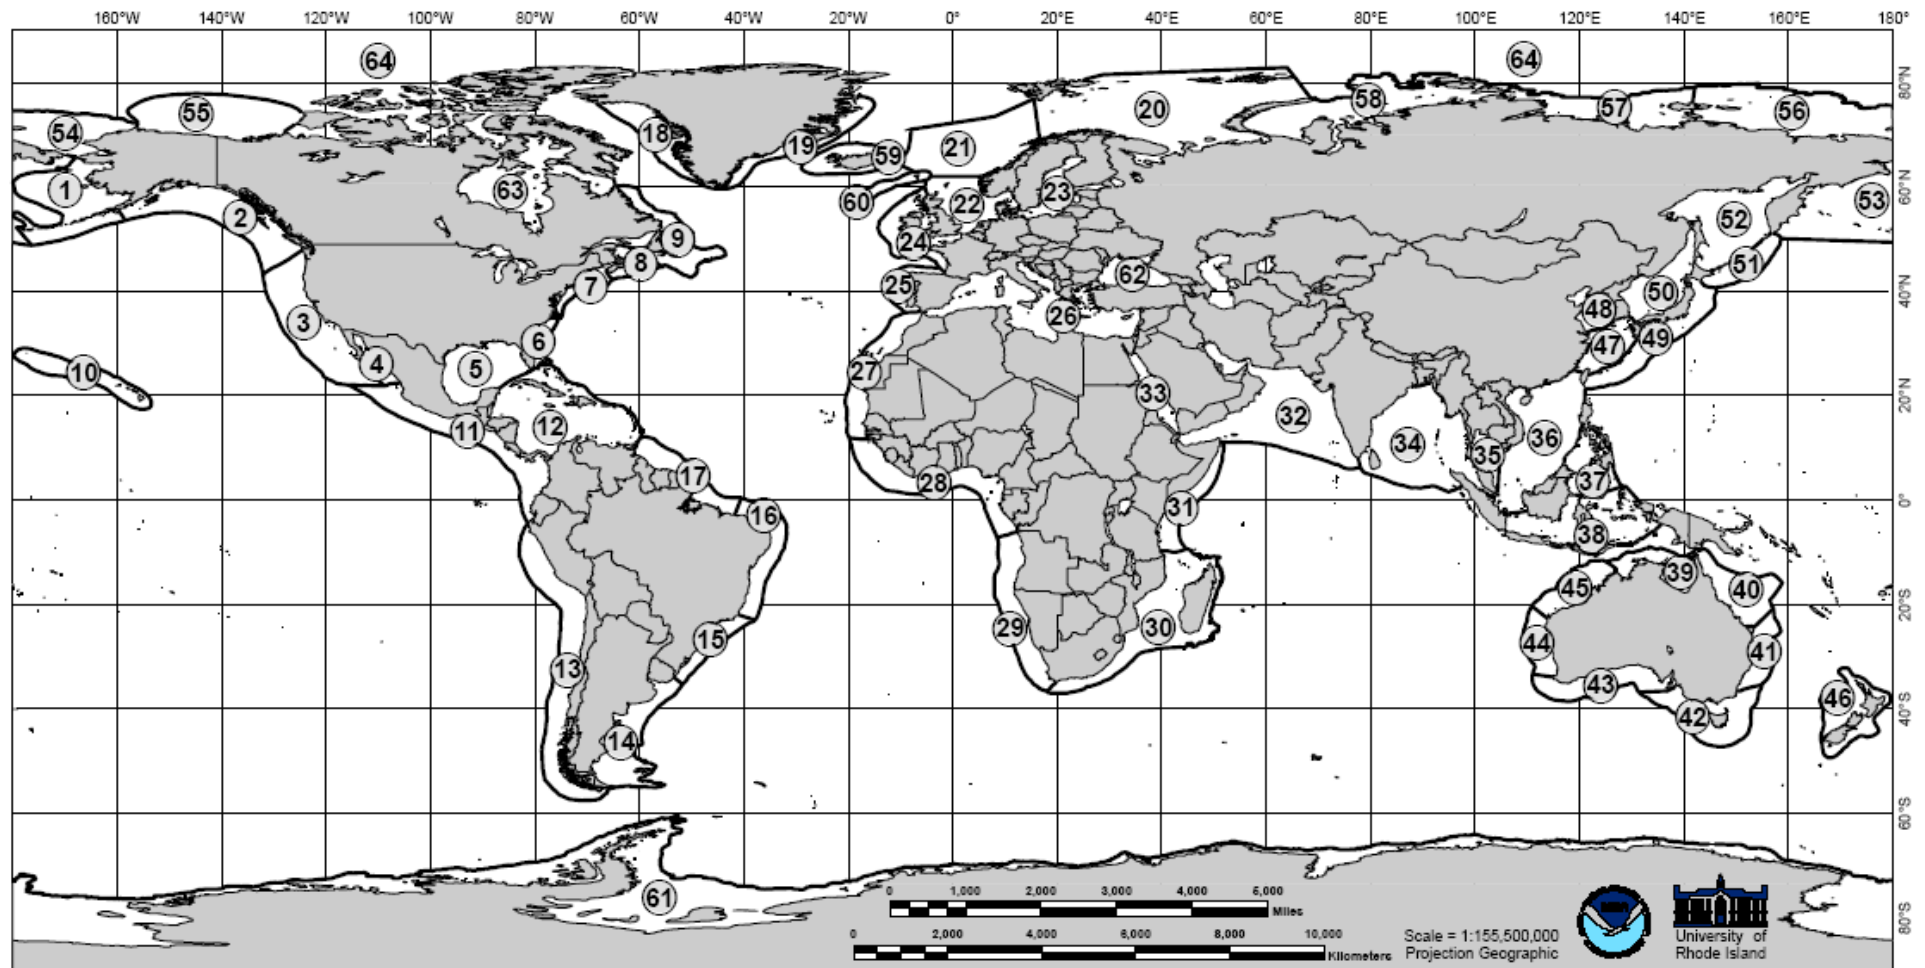 160°W 140°W 120°W 100°W 80°W 60°W 40°W 20°W 0° 20°E 40°E 60°E 80°E 100°E 120°E 140°E 160°E 180°
64 64
80°N
55 58 20 57 56
54 18 19 59 21
1 63 60 22 23 53 60°N
2 9 24 52
8 62 51
7 25 50 40°N
3 6 26 48 49 47
10 4 5 27
33 20°N
11 12 32 34 36
17 28 35 37
16 31 0°
38
45 39 40
15 29 30 20°S
13 44 43 41
46
14 42 40°S
60°S
61
0 1,000 2,000 3,000 4,000 6,000
Miles
0 2,000 4,000 6,000 8,000 10,000
Kilometers
Scale = 1:155,500,000
Projection Geographic
University of
Rhode Island
80°S